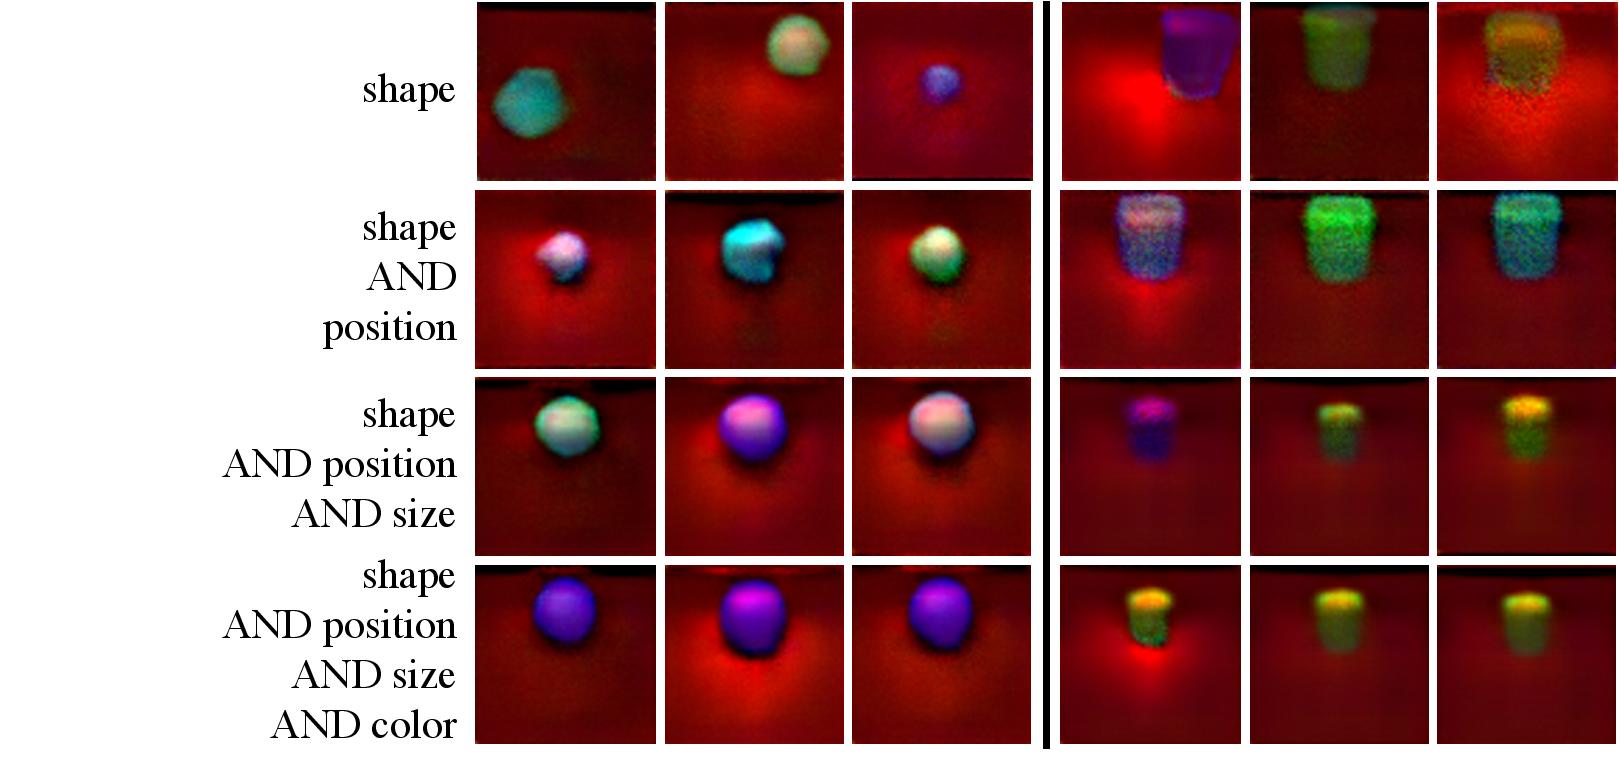 shape
shape
AND
position
shape
AND position
AND size
shape
AND position
AND size
AND color